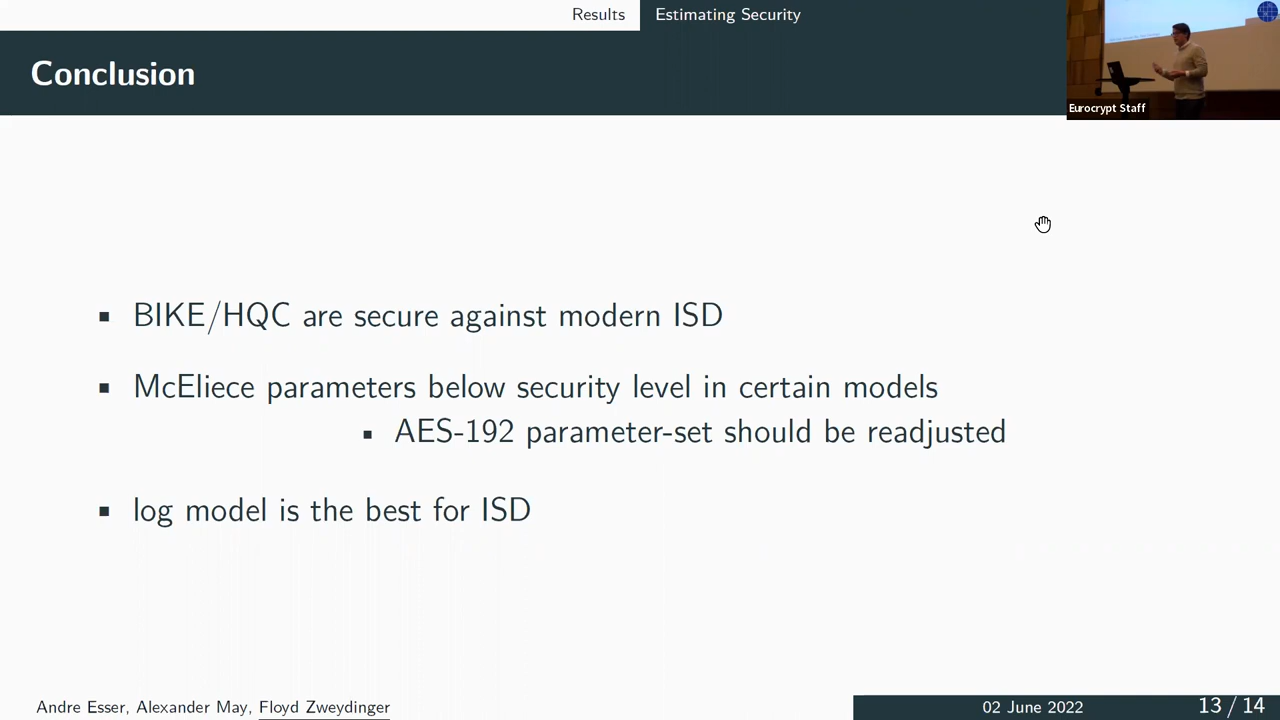 Results
Estimating Security
Conclusion
Eurocrypt Staff
▪ BIKE/HQC are secure against modern ISD
▪ McEliece parameters below security level in certain models
▪ AES-192 parameter-set should be readjusted
▪ log model is the best for ISD
Andre Esser, Alexander May, Floyd Zweydinger
02 June 2022
13 / 14